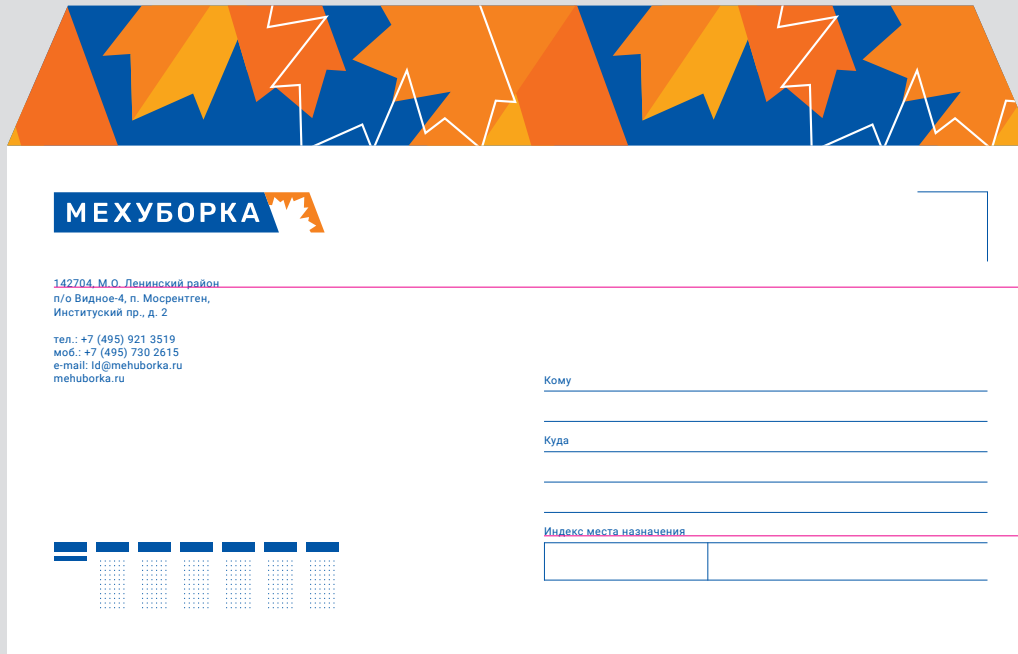 МЕХУБОРКА
142704, М.О. Ленинский район
п/о Видное-4, п. Мосрентген,
Институский пр., д. 2
тел.: +7 (495) 921 3519
моб.: +7 (495) 730 2615
e-mail: ld@mehuborka.ru
mehuborka.ru
Кому
Куда
Индекс места назначения